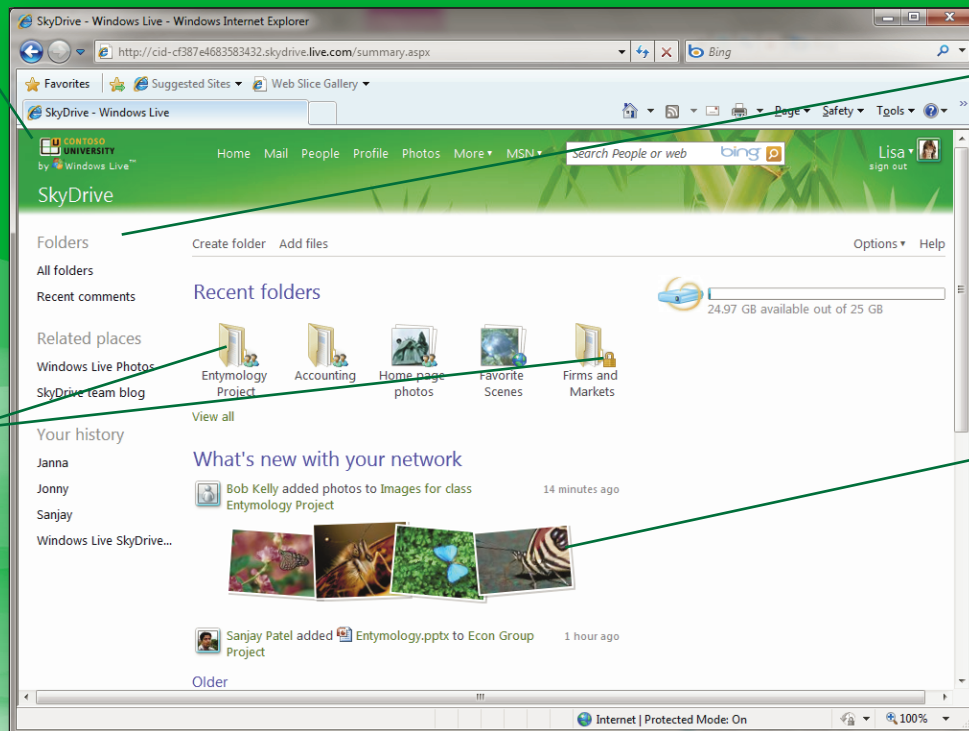 SkyDrive - Windows Live - Windows Internet Explorer
http://cid-cf387e4683583432.skydrive.live.com/summary.aspx
Bing
Favorites Suggested Sites Web Slice Gallery
SkyDrive - Windows Live
Page Safety Tools
CONTOSO
UNIVERSITY
by Windows Live™
Home Mail People Profile Photos More MSN Search People or web bing Lisa
sign out
SkyDrive
Folders
All folders
Recent comments
Related places
Windows Live Photos
SkyDrive team blog
Your history
Janna
Jonny
Sanjay
Windows Live SkyDrive...
Create folder Add files Options Help
Recent folders
24.97 GB available out of 25 GB
Entymology
Project
Accounting
Home page
photos
Favorite
Scenes
Firms and
Markets
View all
What's new with your network
Bob Kelly added photos to Images for class 14 minutes ago
Entymology Project
Sanjay Patel added Entymology.pptx to Econ Group 1 hour ago
Project
Older
Internet | Protected Mode: On 100%